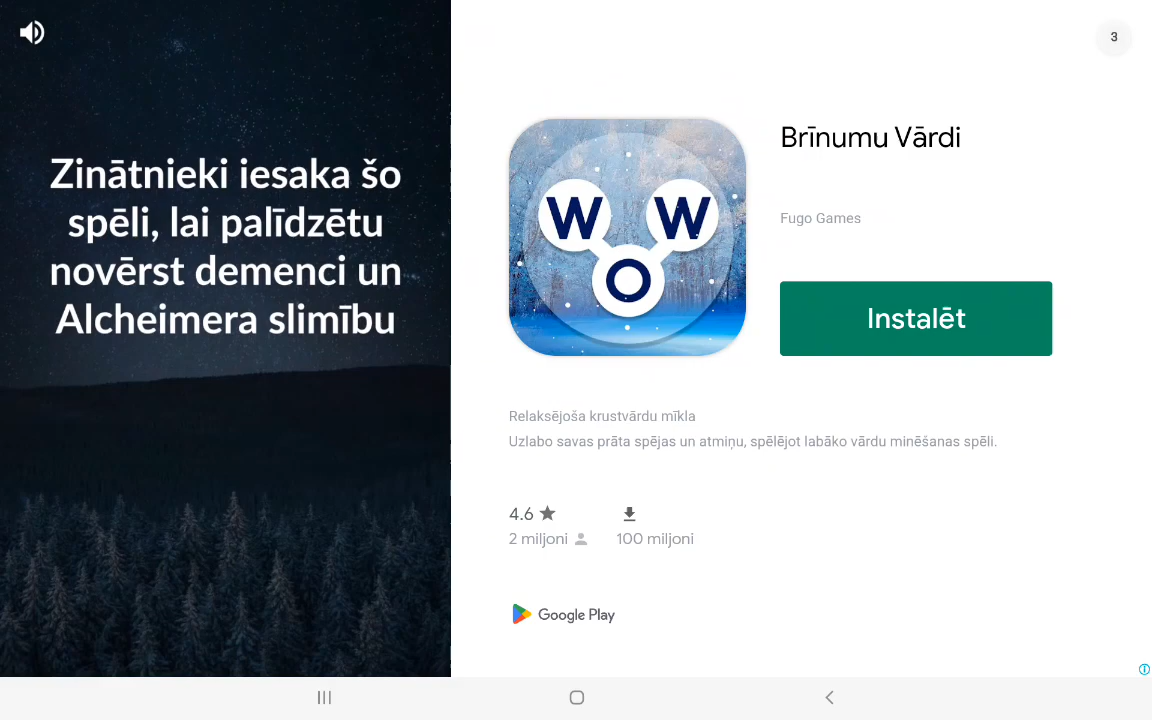 Zinātnieki iesaka šo
spēli, lai palīdzētu
novērst demenci un
Alcheimera slimību
3
W W
O
Brīnumu Vārdi
Fugo Games
Instalēt
Relaksējoša krustvārdu mīkla
Uzlabo savas prāta spējas un atmiņu, spēlējot labāko vārdu minēšanas spēli.
4.6
2 miljoni 100 miljoni
Google Play